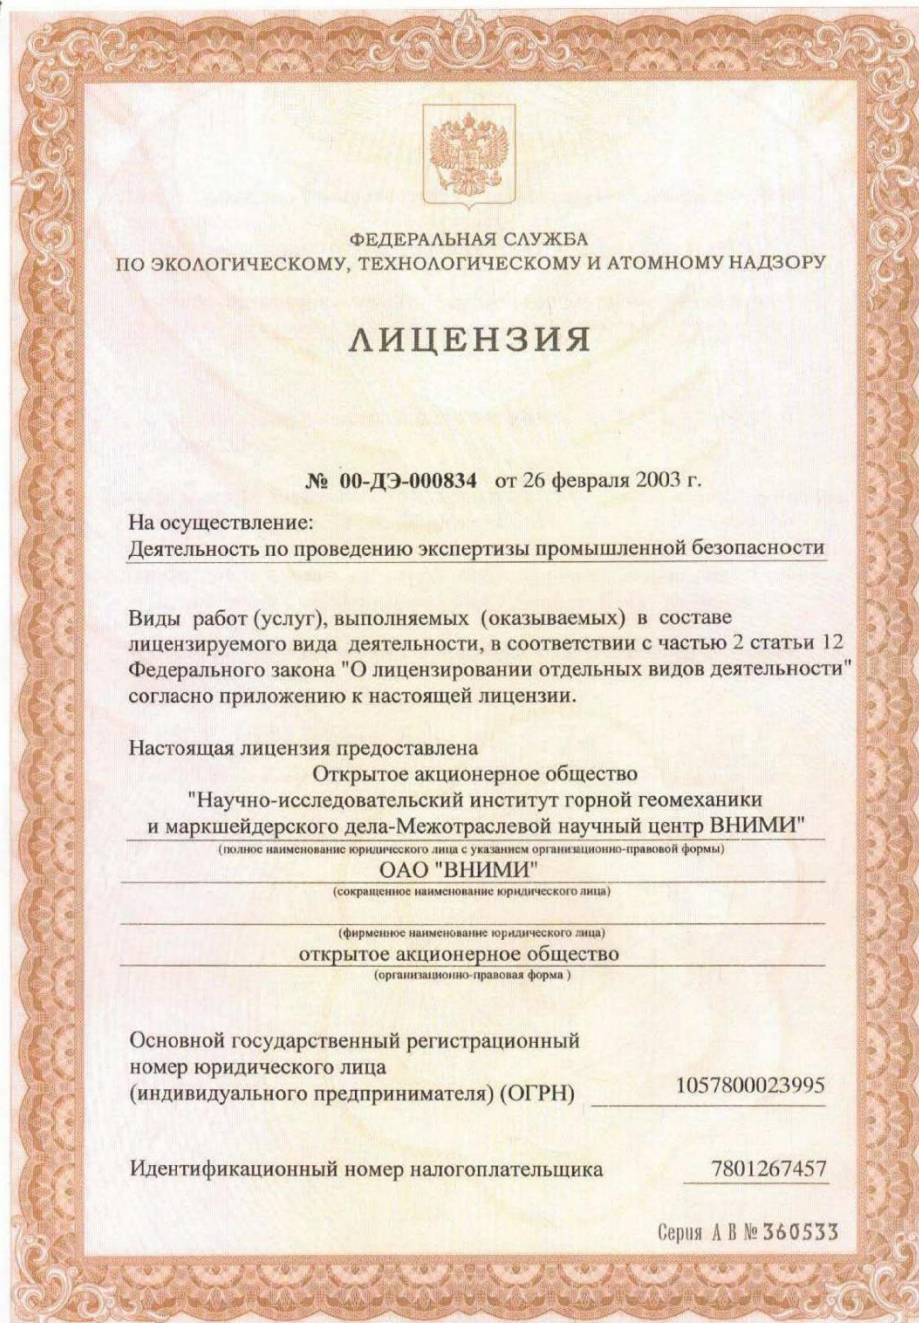 ФЕДЕРАЛЬНАЯ СЛУЖБА
ПО ЭКОЛОГИЧЕСКОМУ, ТЕХНОЛОГИЧЕСКОМУ И АТОМНОМУ НАДЗОРУ
ЛИЦЕНЗИЯ
№ 00-ДЭ-000834 от 26 февраля 2003 г.
На осуществление:
Деятельность по проведению экспертизы промышленной безопасности
Виды работ (услуг), выполняемых (оказываемых) в составе
лицензируемого вида деятельности, в соответствии с частью 2 статьи 12
Федерального закона "О лицензировании отдельных видов деятельности"
согласно приложению к настоящей лицензии.
Настоящая лицензия предоставлена
Открытое акционерное общество
"Научно-исследовательский институт горной геомеханики
и маркшейдерского дела-Межотраслевой научный центр ВНИМИ"
(полное наименование юридического лица с указанием организационно-правовой формы)
ОАО "ВНИМИ"
(сокращенное наименование юридического лица)
(фирменное наименование юридического лица)
открытое акционерное общество
(организационно-правовая форма )
Основной государственный регистрационный
номер юридического лица
(индивидуального предпринимателя) (ОГРН) 1057800023995
Идентификационный номер налогоплательщика 7801267457
Серия А В № 360533